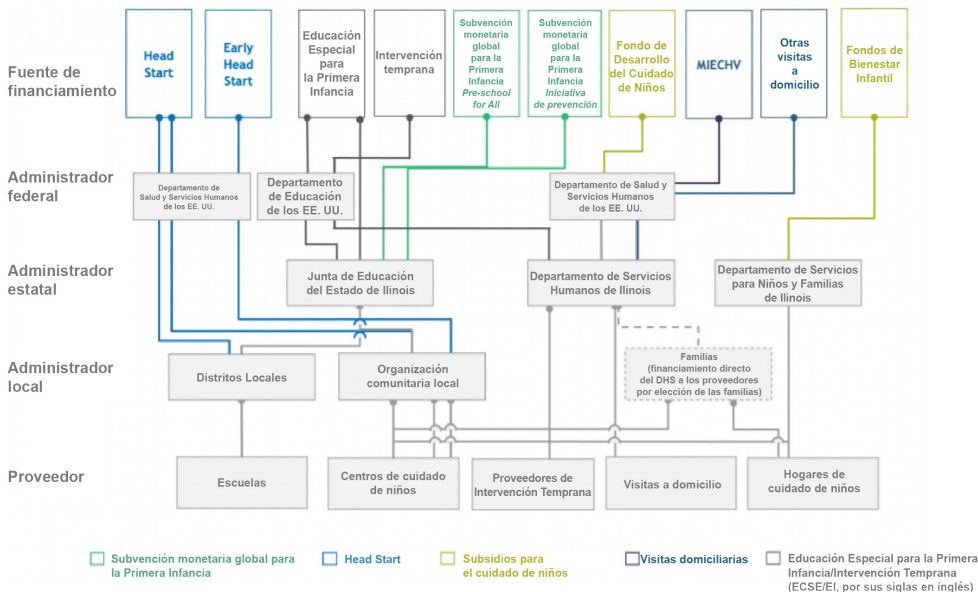 Fuente de
financiamiento
Head
Start
Early
Head
Start
Educación
Especial
para
la Primera
Infancia
Intervención
temprana
Subvención
monetaria
global
para la
Primera
Infancia
Pre-school
for All
Subvención
monetaria
global
para la
Primera
Infancia
Iniciativa
de prevención
Fondo de
Desarrollo
del Cuidado
de Niños
MIECHV
Otras
visitas
a
domicilio
Fondos de
Bienestar
Infantil
Administrador
federal
Departamento de
Salud y Servicios Humanos
de los EE. UU.
Departamento
de Educación
de los EE. UU.
Departamento de Salud y
Servicios Humanos
de los EE. UU.
Administrador
estatal
Junta de Educación
del Estado de Ilinois
Departamento de Servicios
Humanos de Ilinois
Departamento de Servicios
para Niños y Familias
de Ilinois
Administrador
local
Distritos Locales
Organización
comunitaria local
Familias
(financiamiento directo
del DHS a los proveedores
por elección de las familias)
Proveedor
Escuelas
Centros de cuidado
de niños
Proveedores de
Intervención Temprana
Visitas a domicilio
Hogares de
cuidado de niños
Subvención monetaria global para
la Primera Infancia
Head Start
Subsidios para
el cuidado de niños
Visitas domiciliarias
Educación Especial para la Primera
Infancia/Intervención Temprana
(ECSE/EI, por sus siglas en inglés)